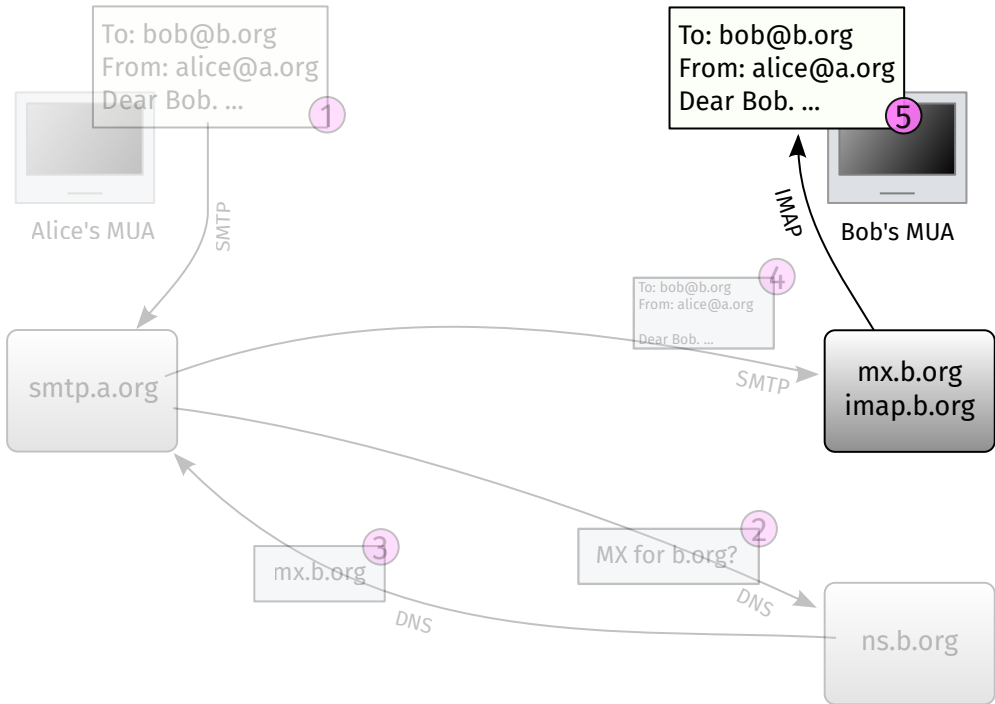 To: bob@b.org
From: alice@a.org
Dear Bob. ...
1
Alice's MUA
SMTP
To: bob@b.org
From: alice@a.org
Dear Bob. ...
5
IMAP
Bob's MUA
4
To: bob@b.org
From: alice@a.org
Dear Bob. ...
SMTP
smtp.a.org
mx.b.org
imap.b.org
3
mx.b.org
DNS
2
MX for b.org?
DNS
ns.b.org